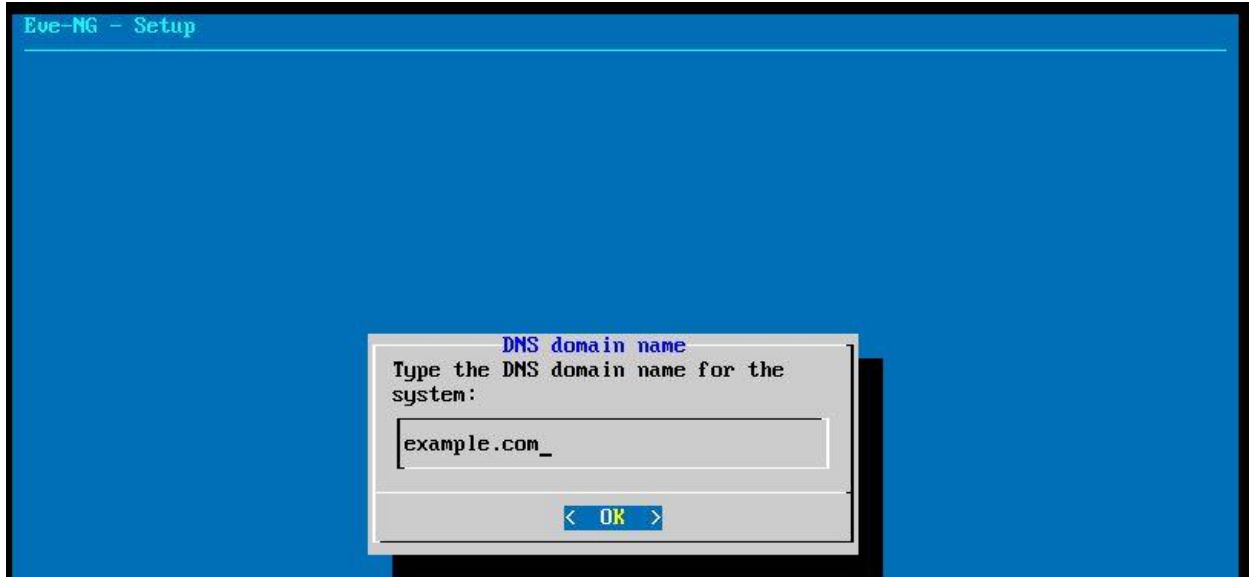 Eve-NG - Setup
DNS domain name
Type the DNS domain name for the
system:
example.com_
< OK >